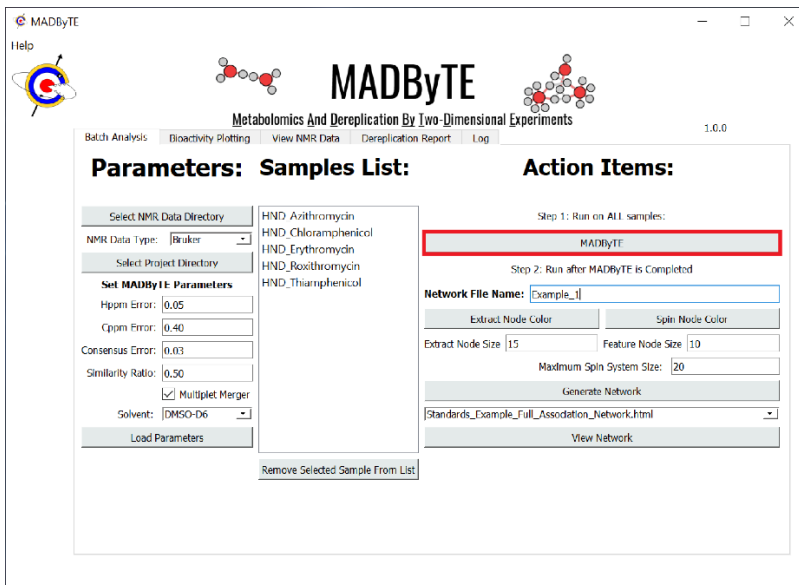 MADByTE
Help
MADByTE
Metabolomics And Dereplication By Two-Dimensional Experiments
1.0.0
Batch Analysis
Bioactivity Plotting
View NMR Data
Dereplication Report
Log
Parameters:
Samples List:
Action Items:
Select NMR Data Directory
NMR Data Type: Bruker
Select Project Directory
Set MADByTE Parameters
Hppm Error: 0.05
Cppm Error: 0.40
Consensus Error: 0.03
Similarity Ratio: 0.50
Multiplet Merger
Solvent: DMSO-D6
Load Parameters
HND_Azithromycin
HND_Chloramphenicol
HND_Erythromycin
HND_Roxithromycin
HND_Thiamphenicol
Remove Selected Sample From List
Step 1: Run on ALL samples:
MADByTE
Step 2: Run after MADByTE is Completed
Network File Name: Example_1
Extract Node Color
Spin Node Color
Extract Node Size 15
Feature Node Size 10
Maximum Spin System Size: 20
Generate Network
Standards_Example_Full_Association_Network.html
View Network